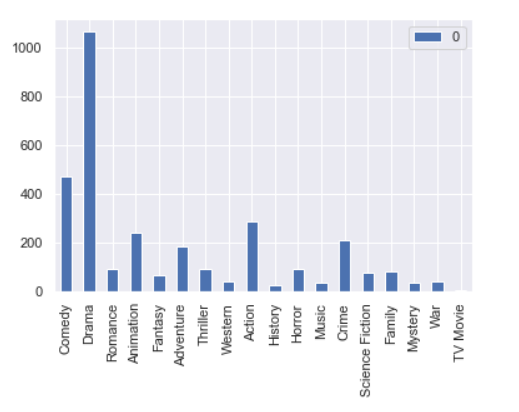 0
1000
800
600
400
200
0
Comedy
Drama
Romance
Animation
Fantasy
Adventure
Thriller
Western
Action
History
Horror
Music
Crime
Science Fiction
Family
Mystery
War
TV Movie